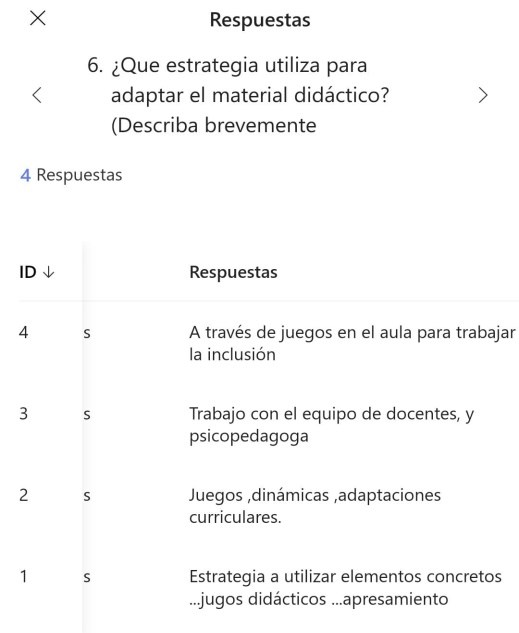 Respuestas
6. ¿Que estrategia utiliza para
adaptar el material didáctico?
(Describa brevemente
4 Respuestas
ID ↓ Respuestas
4 s A través de juegos en el aula para trabajar
la inclusión
3 s Trabajo con el equipo de docentes, y
psicopedagoga
2 s Juegos ,dinámicas ,adaptaciones
curriculares.
1 s Estrategia a utilizar elementos concretos
...jugos didácticos ...apresamiento